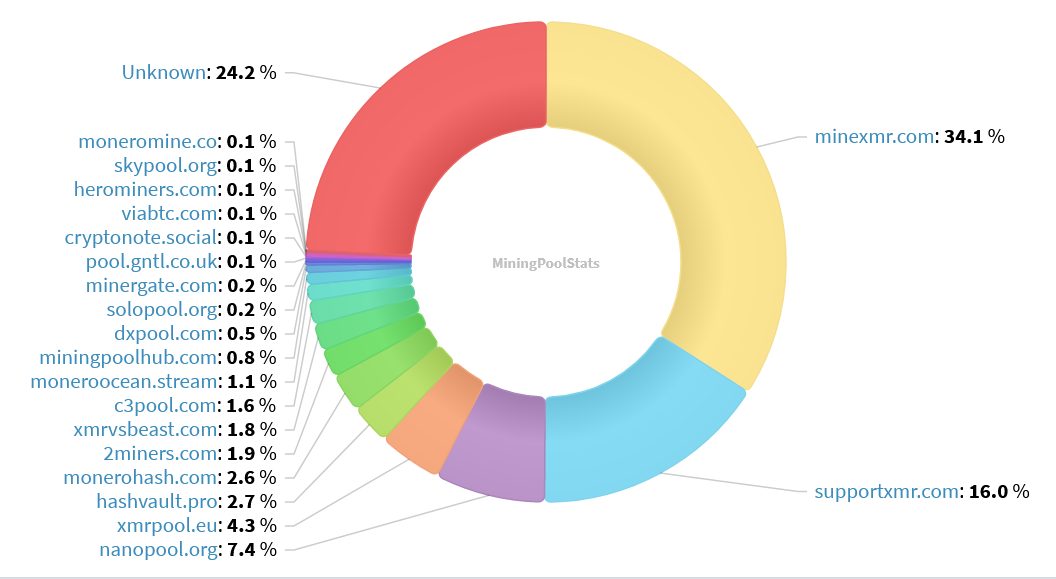 Unknown: 24.2 %
moneromine.co: 0.1 %
skypool.org: 0.1 %
herominers.com: 0.1 %
viabtc.com: 0.1 %
cryptonote.social: 0.1 %
pool.gntl.co.uk: 0.1 %
minergate.com: 0.2 %
solopool.org: 0.2 %
dxpool.com: 0.5 %
miningpoolhub.com: 0.8 %
moneroocean.stream: 1.1 %
c3pool.com: 1.6 %
xmrvsbeast.com: 1.8 %
2miners.com: 1.9 %
monerohash.com: 2.6 %
hashvault.pro: 2.7 %
xmrpool.eu: 4.3 %
nanopool.org: 7.4 %
MiningPoolStats
minexmr.com: 34.1 %
supportxmr.com: 16.0 %